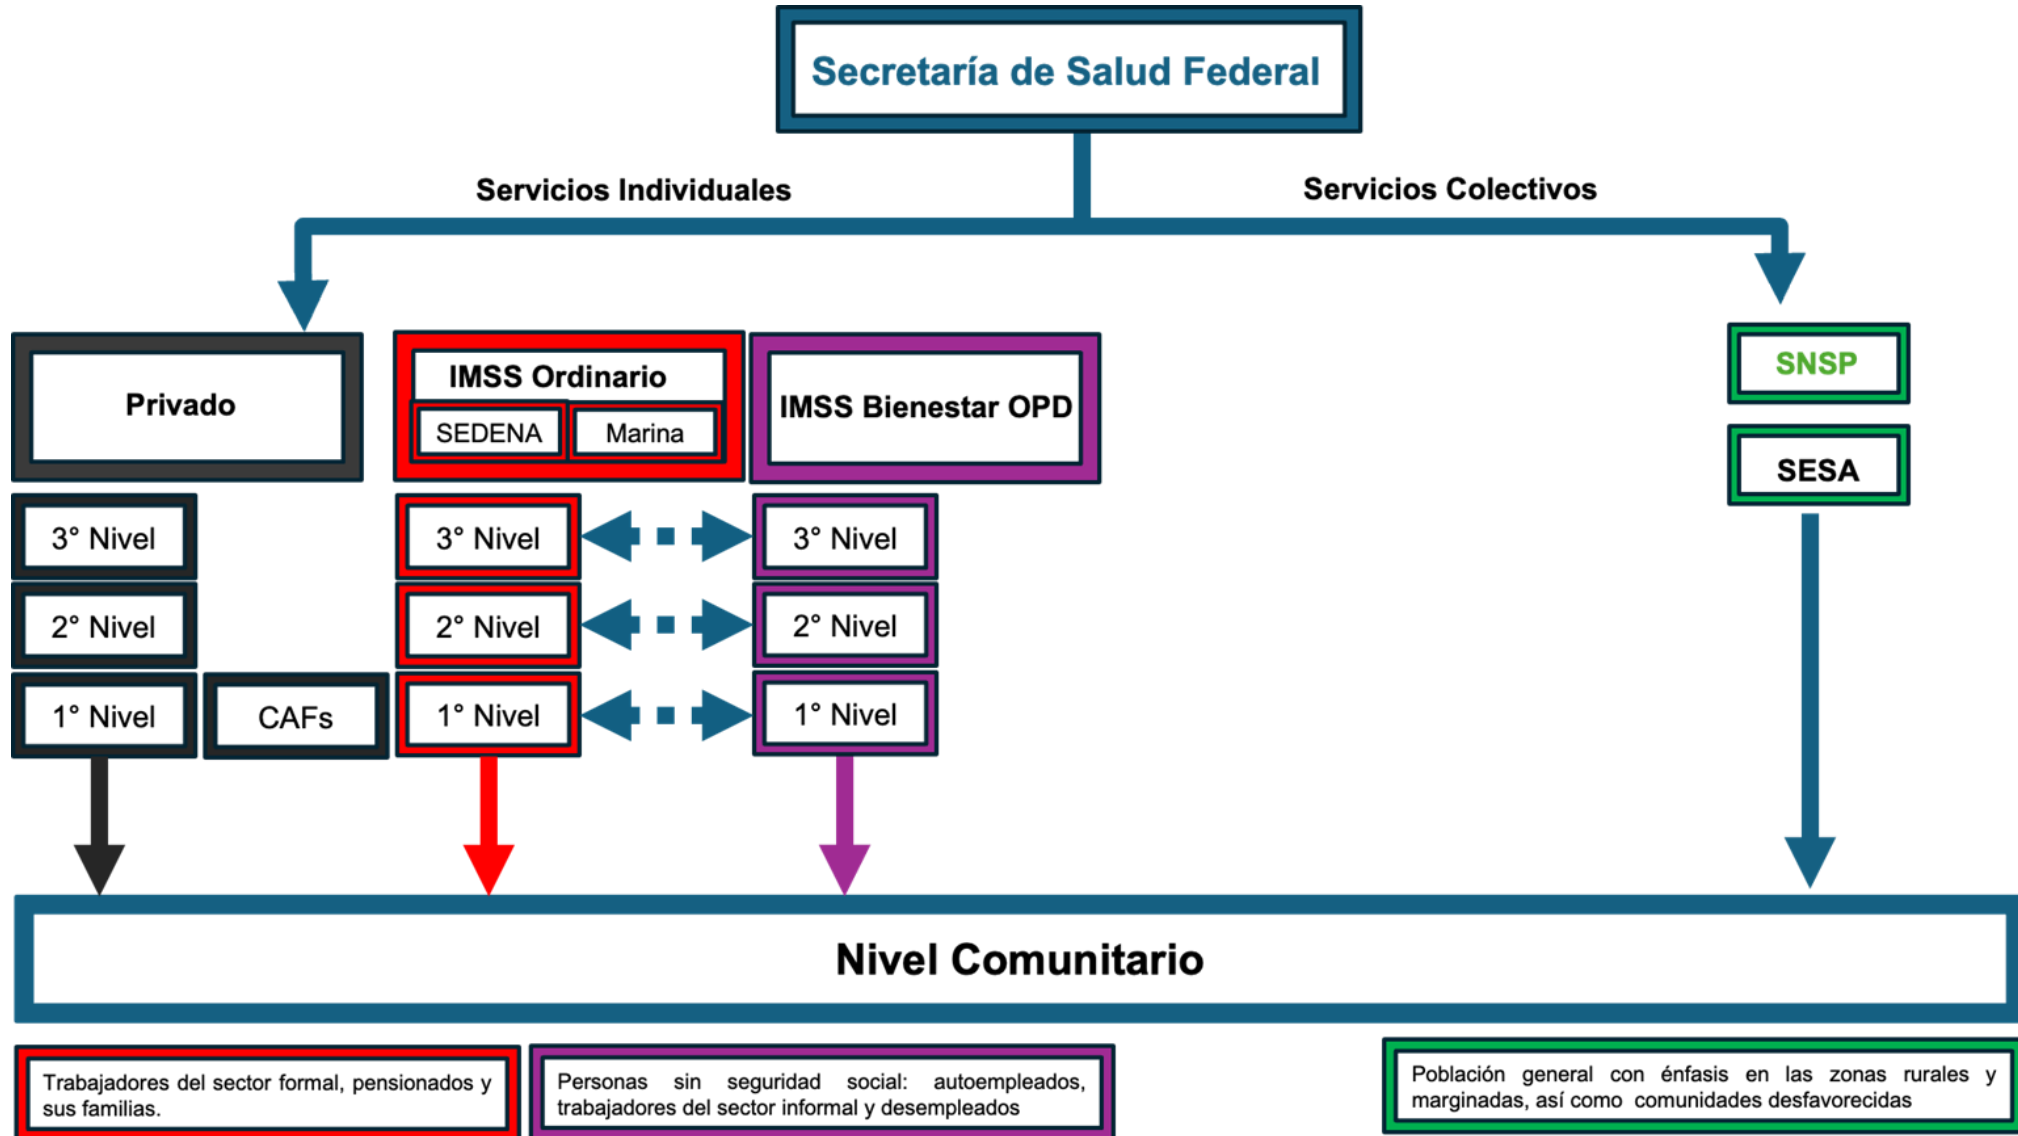 Secretaría de Salud Federal
Servicios Individuales
Servicios Colectivos
Privado
IMSS Ordinario
SEDENA
Marina
IMSS Bienestar OPD
SNSP
SESA
3° Nivel
3° Nivel
3° Nivel
2° Nivel
2° Nivel
2° Nivel
1° Nivel
CAFs
1° Nivel
1° Nivel
Nivel Comunitario
Trabajadores del sector formal, pensionados y
sus familias.
Personas sin seguridad social: autoempleados,
trabajadores del sector informal y desempleados
Población general con énfasis en las zonas rurales y
marginadas, así como comunidades desfavorecidas